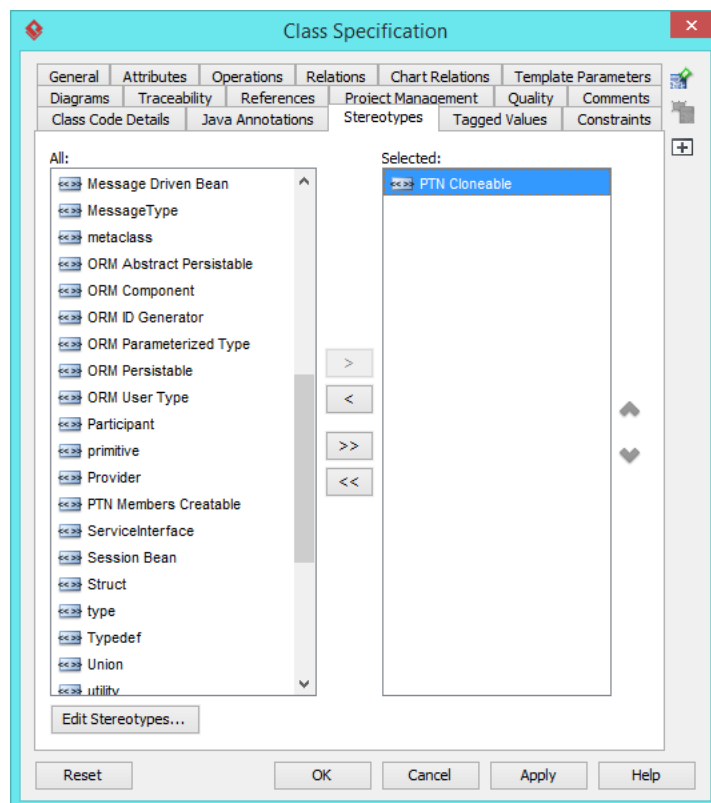 Class Specification
General Attributes Operations Relations Chart Relations Template Parameters
Diagrams Traceability References Project Management Quality Comments
Class Code Details Java Annotations Stereotypes Tagged Values Constraints
All:
Selected:
<<>> Message Driven Bean
<<>> PTN Cloneable
<<>> MessageType
<<>> metaclass
<<>> ORM Abstract Persistable
<<>> ORM Component
<<>> ORM ID Generator
<<>> ORM Parameterized Type
<<>> ORM Persistable
>
<<>> ORM User Type
<
<<>> Participant
<<>> primitive
>>
<<>> Provider
<<
<<>> PTN Members Creatable
<<>> ServiceInterface
<<>> Session Bean
<<>> Struct
<<>> type
<<>> Typedef
<<>> Union
<<>> utility
Edit Stereotypes...
Reset OK Cancel Apply Help